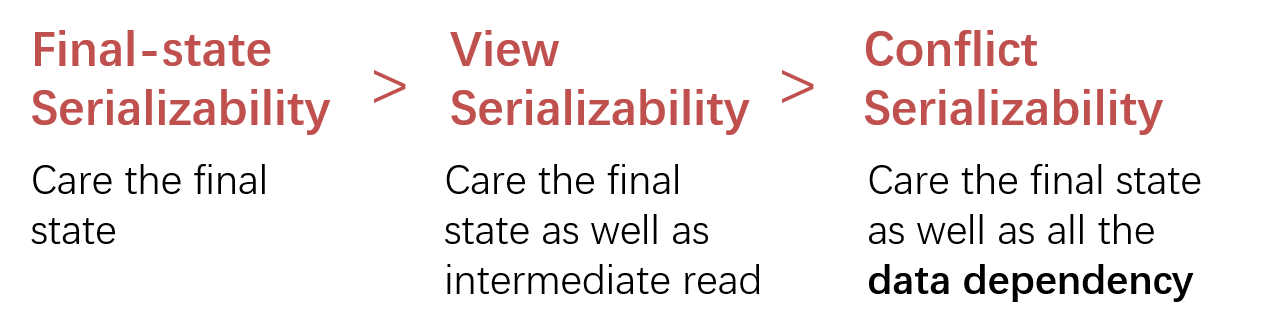 Final-state
Serializability
Care the final
state
>
View
Serializability
Care the final
state as well as
intermediate read
>
Conflict
Serializability
Care the final state
as well as all the
data dependency